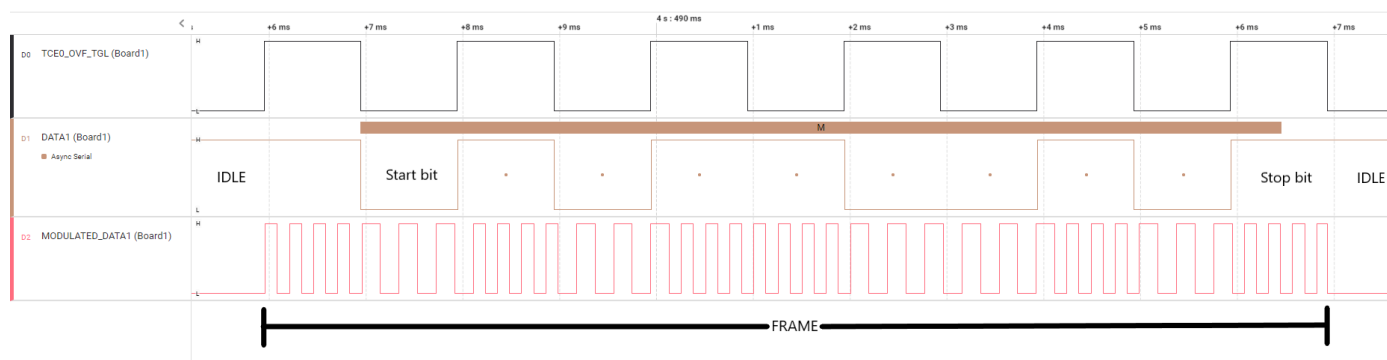 4 s : 490 ms
+6 ms +7 ms +8 ms +9 ms +1 ms +2 ms +3 ms +4 ms +5 ms +6 ms +7 ms
D0 TCE0_OVF_TGL (Board1)
H
L
D1 DATA1 (Board1)
Async Serial
H
L
M
IDLE Start bit Stop bit IDLE
D2 MODULATED_DATA1 (Board1)
H
L
FRAME